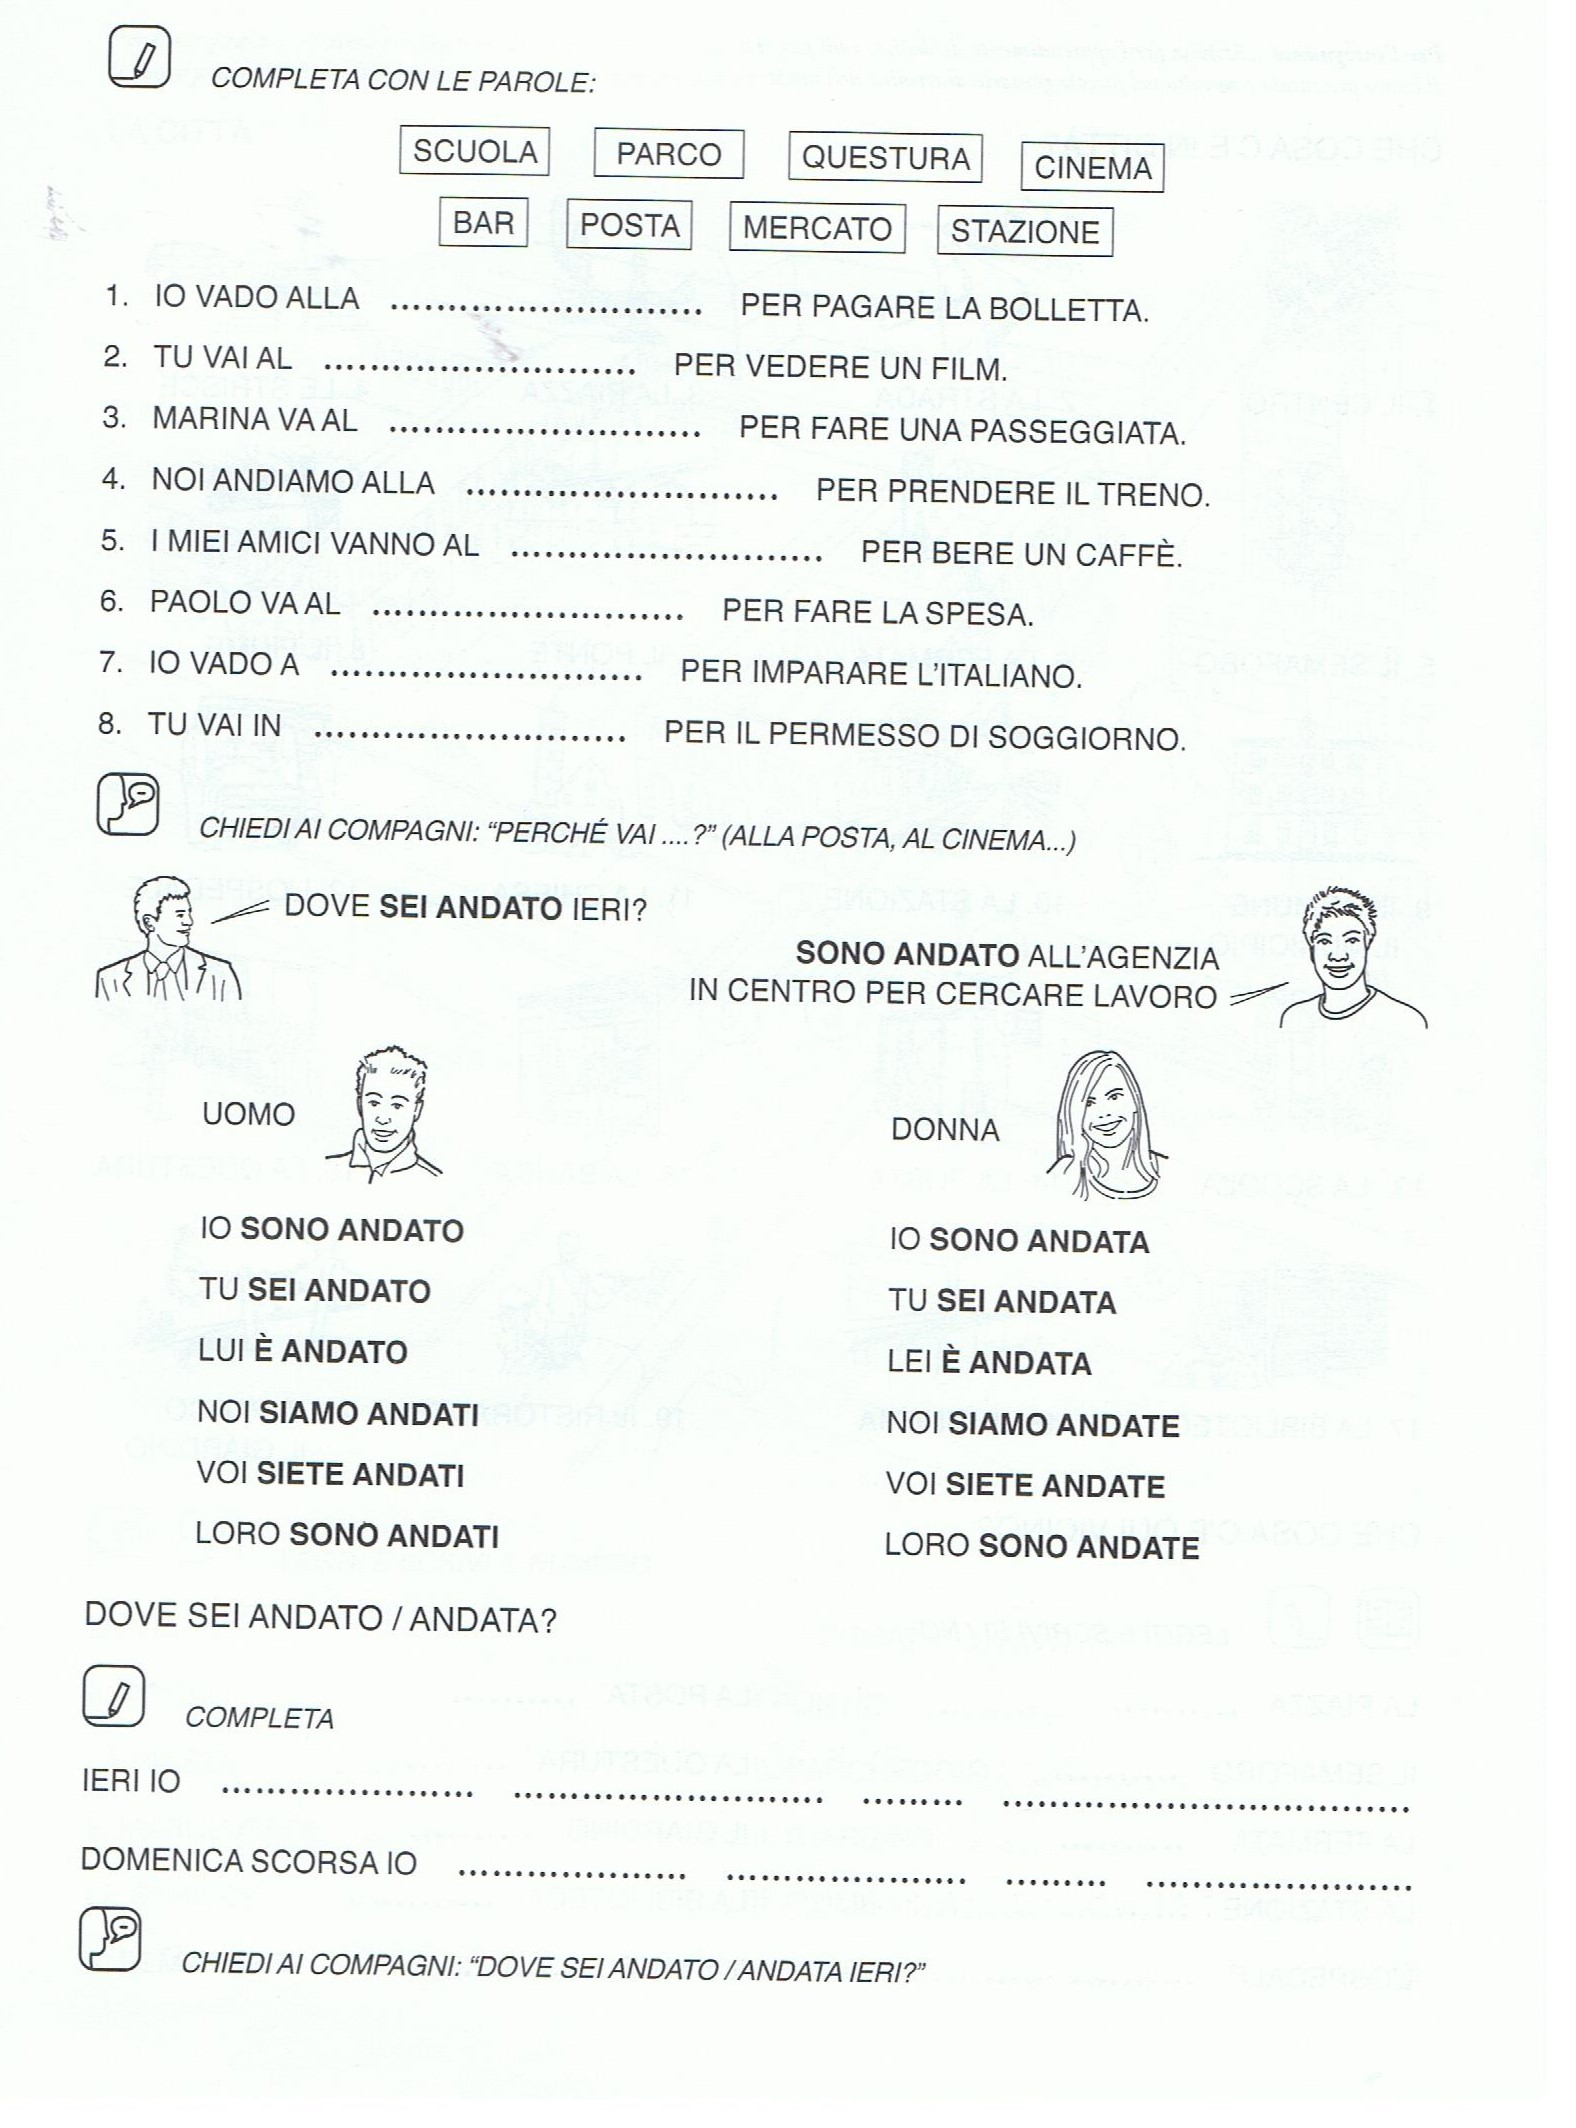 COMPLETA CON LE PAROLE:
SCUOLA PARCO QUESTURA CINEMA
BAR POSTA MERCATO STAZIONE
1. IO VADO ALLA .......................... PER PAGARE LA BOLLETTA.
2. TU VAI AL .......................... PER VEDERE UN FILM.
3. MARINA VA AL .......................... PER FARE UNA PASSEGGIATA.
4. NOI ANDIAMO ALLA .......................... PER PRENDERE IL TRENO.
5. I MIEI AMICI VANNO AL .......................... PER BERE UN CAFFÈ.
6. PAOLO VA AL .......................... PER FARE LA SPESA.
7. IO VADO A .......................... PER IMPARARE L'ITALIANO.
8. TU VAI IN .......................... PER IL PERMESSO DI SOGGIORNO.
CHIEDI AI COMPAGNI: “PERCHÉ VAI ....?” (ALLA POSTA, AL CINEMA...)
DOVE SEI ANDATO IERI?
SONO ANDATO ALL'AGENZIA
IN CENTRO PER CERCARE LAVORO
UOMO
IO SONO ANDATO
TU SEI ANDATO
LUI È ANDATO
NOI SIAMO ANDATI
VOI SIETE ANDATI
LORO SONO ANDATI
DONNA
IO SONO ANDATA
TU SEI ANDATA
LEI È ANDATA
NOI SIAMO ANDATE
VOI SIETE ANDATE
LORO SONO ANDATE
DOVE SEI ANDATO / ANDATA?
COMPLETA
IERI IO ..................... .......................... ......... ..................................
DOMENICA SCORSA IO ................... .................... ......... ......................
CHIEDI AI COMPAGNI: “DOVE SEI ANDATO / ANDATA IERI?”